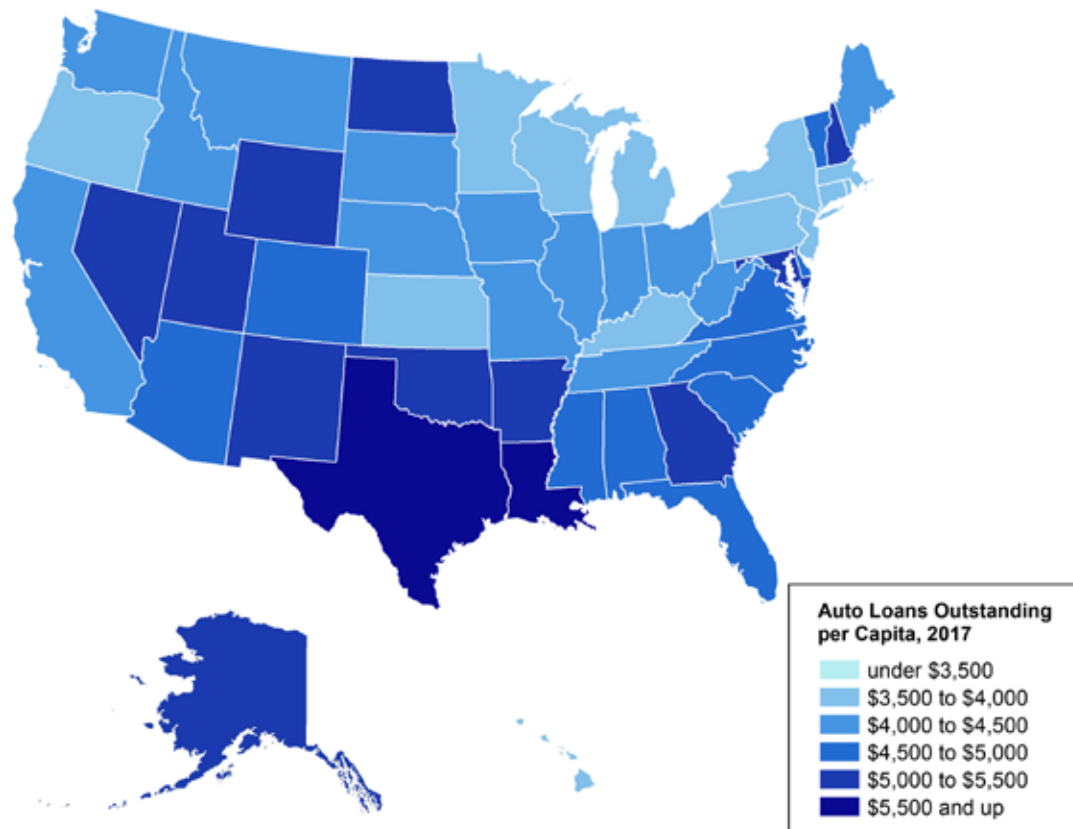 Auto Loans Outstanding
per Capita, 2017
under $3,500
$3,500 to $4,000
$4,000 to $4,500
$4,500 to $5,000
$5,000 to $5,500
$5,500 and up